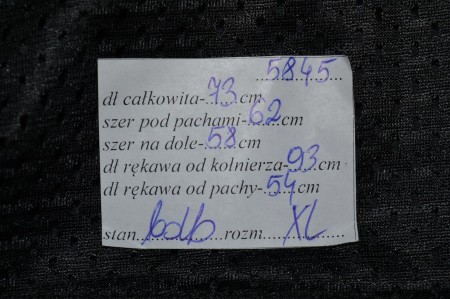 5845
dł całkowita-73cm
szer pod pachami-62cm
szer na dole-58cm
dł rękawa od kołnierza-93cm
dł rękawa od pachy-54cm
stan bdb rozm XL